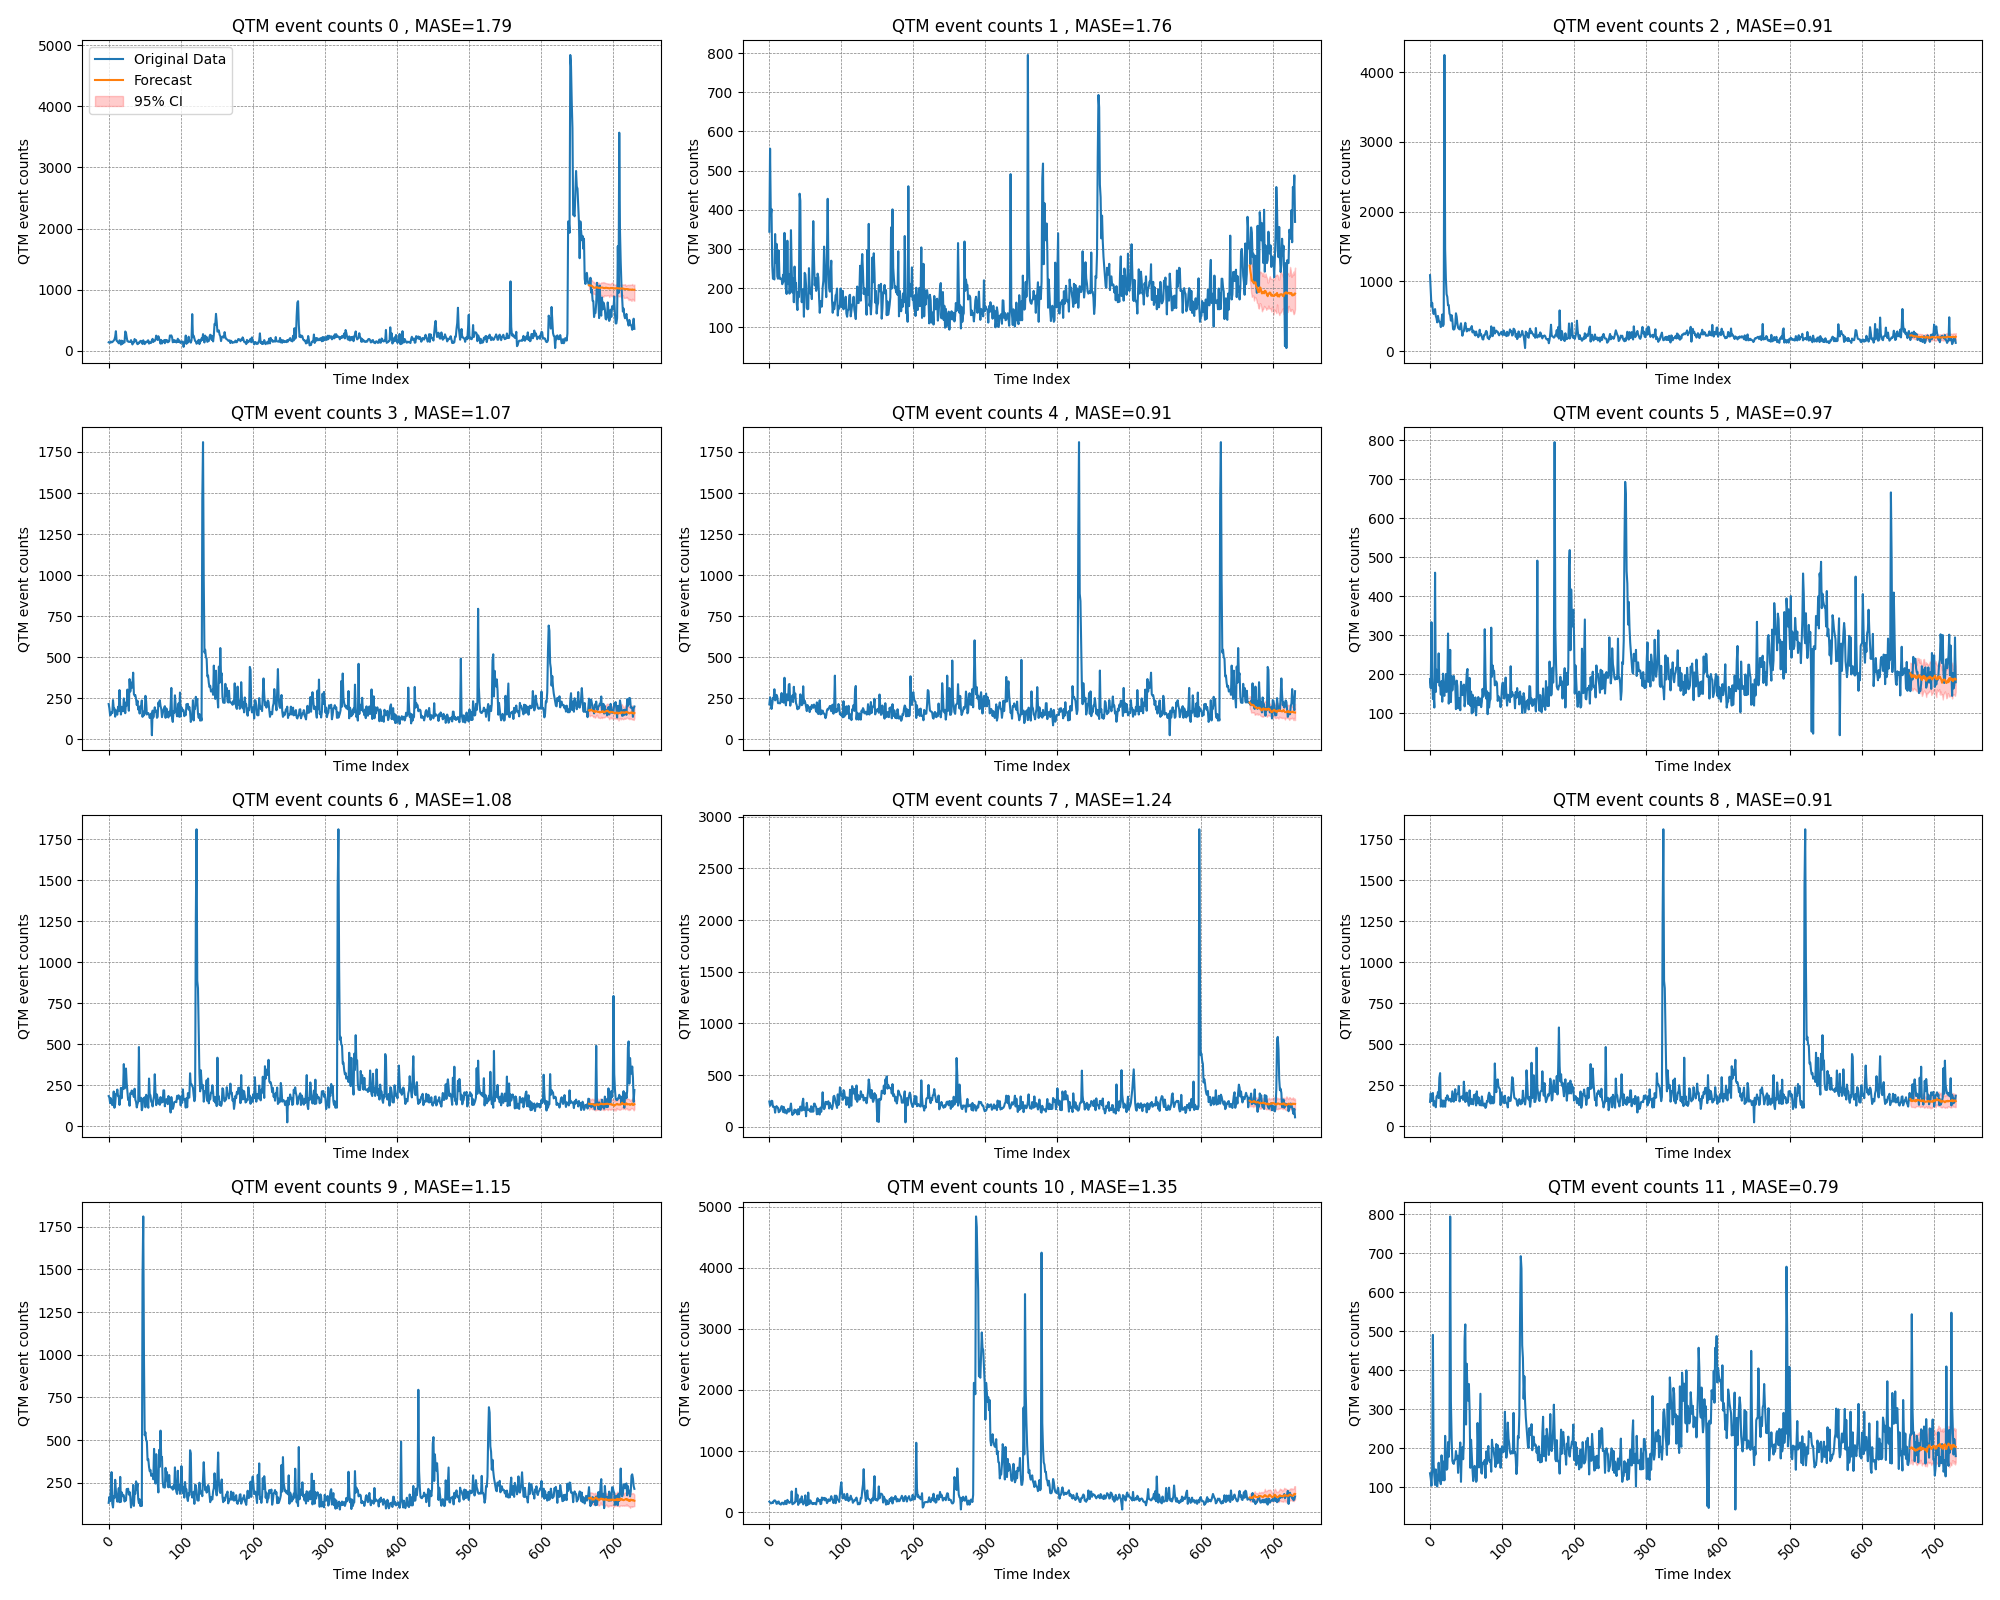 QTM event counts 0 , MASE=1.79
QTM event counts
5000
4000
3000
2000
1000
0
Original Data
Forecast
95% CI
Time Index
QTM event counts 1 , MASE=1.76
QTM event counts
800
700
600
500
400
300
200
100
Time Index
QTM event counts 2 , MASE=0.91
QTM event counts
4000
3000
2000
1000
0
Time Index
QTM event counts 3 , MASE=1.07
QTM event counts
1750
1500
1250
1000
750
500
250
0
Time Index
QTM event counts 4 , MASE=0.91
QTM event counts
1750
1500
1250
1000
750
500
250
0
Time Index
QTM event counts 5 , MASE=0.97
QTM event counts
800
700
600
500
400
300
200
100
Time Index
QTM event counts 6 , MASE=1.08
QTM event counts
1750
1500
1250
1000
750
500
250
0
Time Index
QTM event counts 7 , MASE=1.24
QTM event counts
3000
2500
2000
1500
1000
500
0
Time Index
QTM event counts 8 , MASE=0.91
QTM event counts
1750
1500
1250
1000
750
500
250
0
Time Index
QTM event counts 9 , MASE=1.15
QTM event counts
1750
1500
1250
1000
750
500
250
0 100 200 300 400 500 600 700
Time Index
QTM event counts 10 , MASE=1.35
QTM event counts
5000
4000
3000
2000
1000
0
0 100 200 300 400 500 600 700
Time Index
QTM event counts 11 , MASE=0.79
QTM event counts
800
700
600
500
400
300
200
100
0 100 200 300 400 500 600 700
Time Index